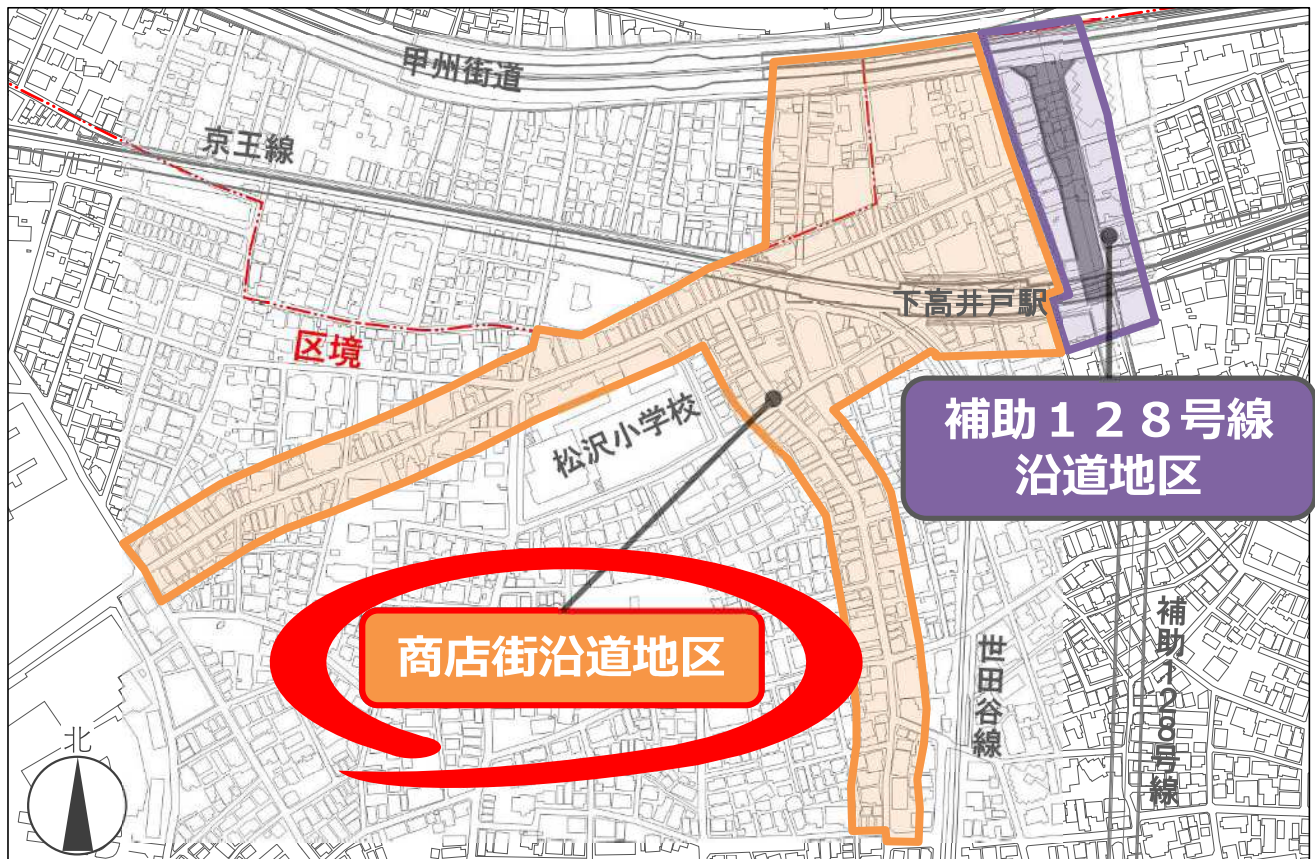 甲州街道
京王線
下高井戸駅
区境
補助１２８号線
沿道地区
松沢小学校
商店街沿道地区
世田谷線
補助128号線
北